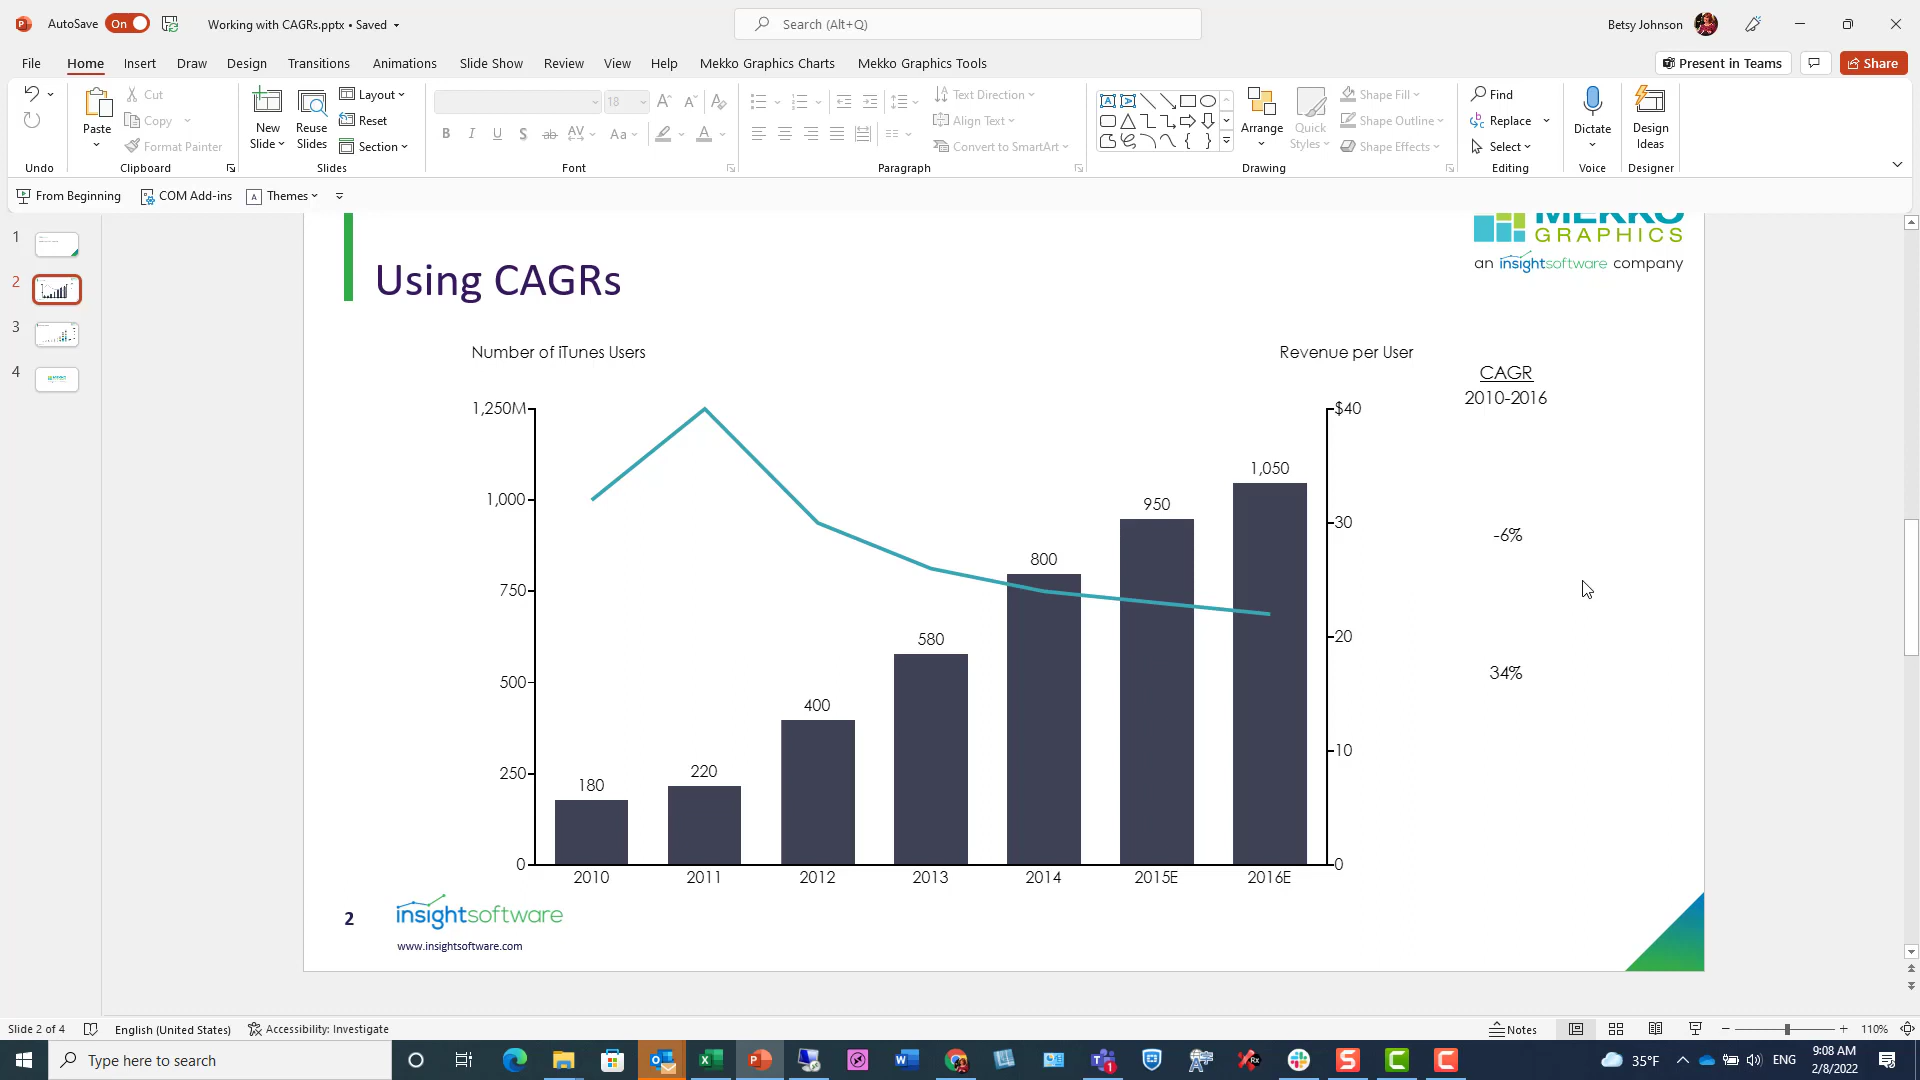 AutoSave On Working with CAGRs.pptx • Saved Search (Alt+Q) Betsy Johnson
File Home Insert Draw Design Transitions Animations Slide Show Review View Help Mekko Graphics Charts Mekko Graphics Tools Present in Teams Share
Cut
Copy
Format Painter
Paste
New
Slide
Reuse
Slides
Layout
Reset
Section
18
Text Direction
Align Text
Convert to SmartArt
Arrange
Quick
Styles
Shape Fill
Shape Outline
Shape Effects
Find
Replace
Select
Dictate
Design
Ideas
Undo Clipboard Slides Font Paragraph Drawing Editing Voice Designer
From Beginning COM Add-ins Themes
1
2
3
4
MEKKO
GRAPHICS
an insightsoftware company
Using CAGRs
Number of iTunes Users
Revenue per User
CAGR
2010-2016
1,250M
1,000
750
500
250
0
$40
30
20
10
0
180
220
400
580
800
950
1,050
-6%
34%
2010 2011 2012 2013 2014 2015E 2016E
2
insightsoftware
www.insightsoftware.com
Slide 2 of 4 English (United States) Accessibility: Investigate Notes 110%
Type here to search
35°F ENG
9:08 AM
2/8/2022